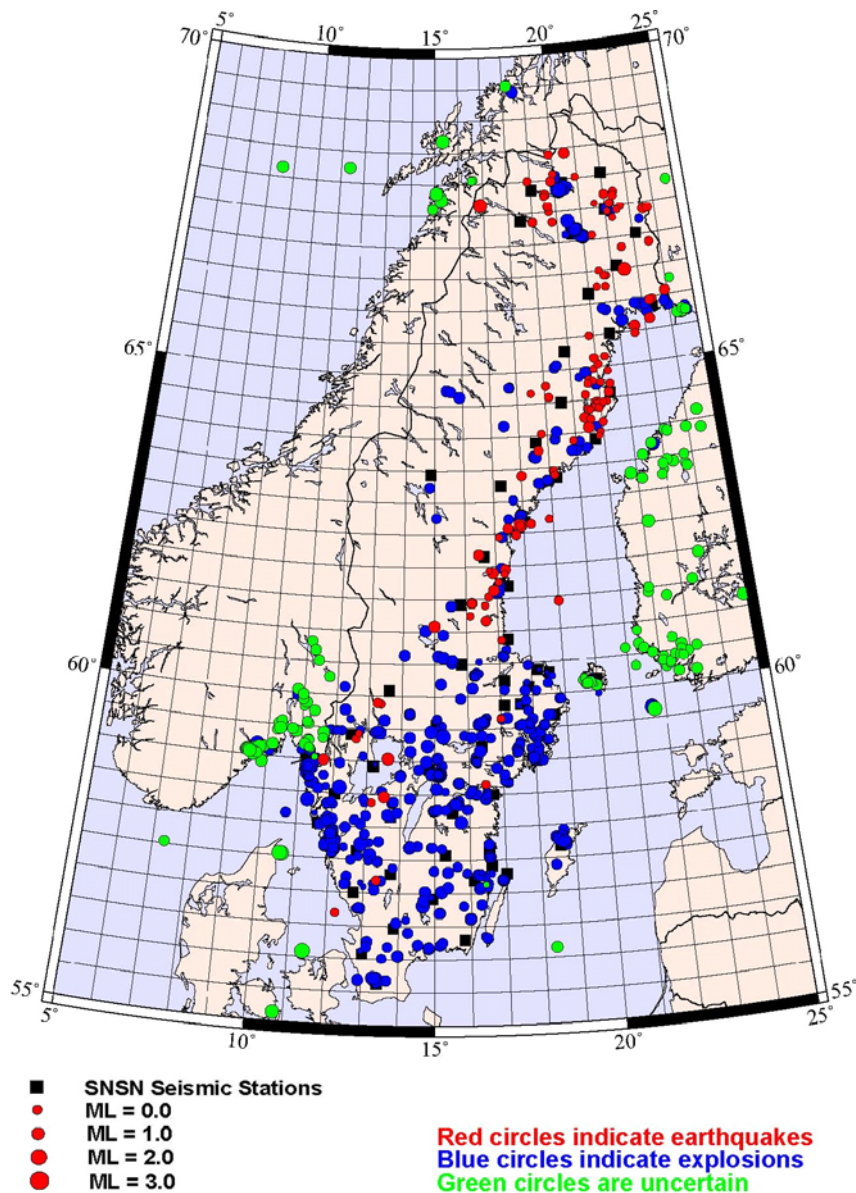 5° 10° 15° 20° 25°
70° 70°
65° 65°
60° 60°
55° 55°
5° 10° 15° 20° 25°
SNSN Seismic Stations
ML = 0.0
ML = 1.0
ML = 2.0
ML = 3.0
Red circles indicate earthquakes
Blue circles indicate explosions
Green circles are uncertain